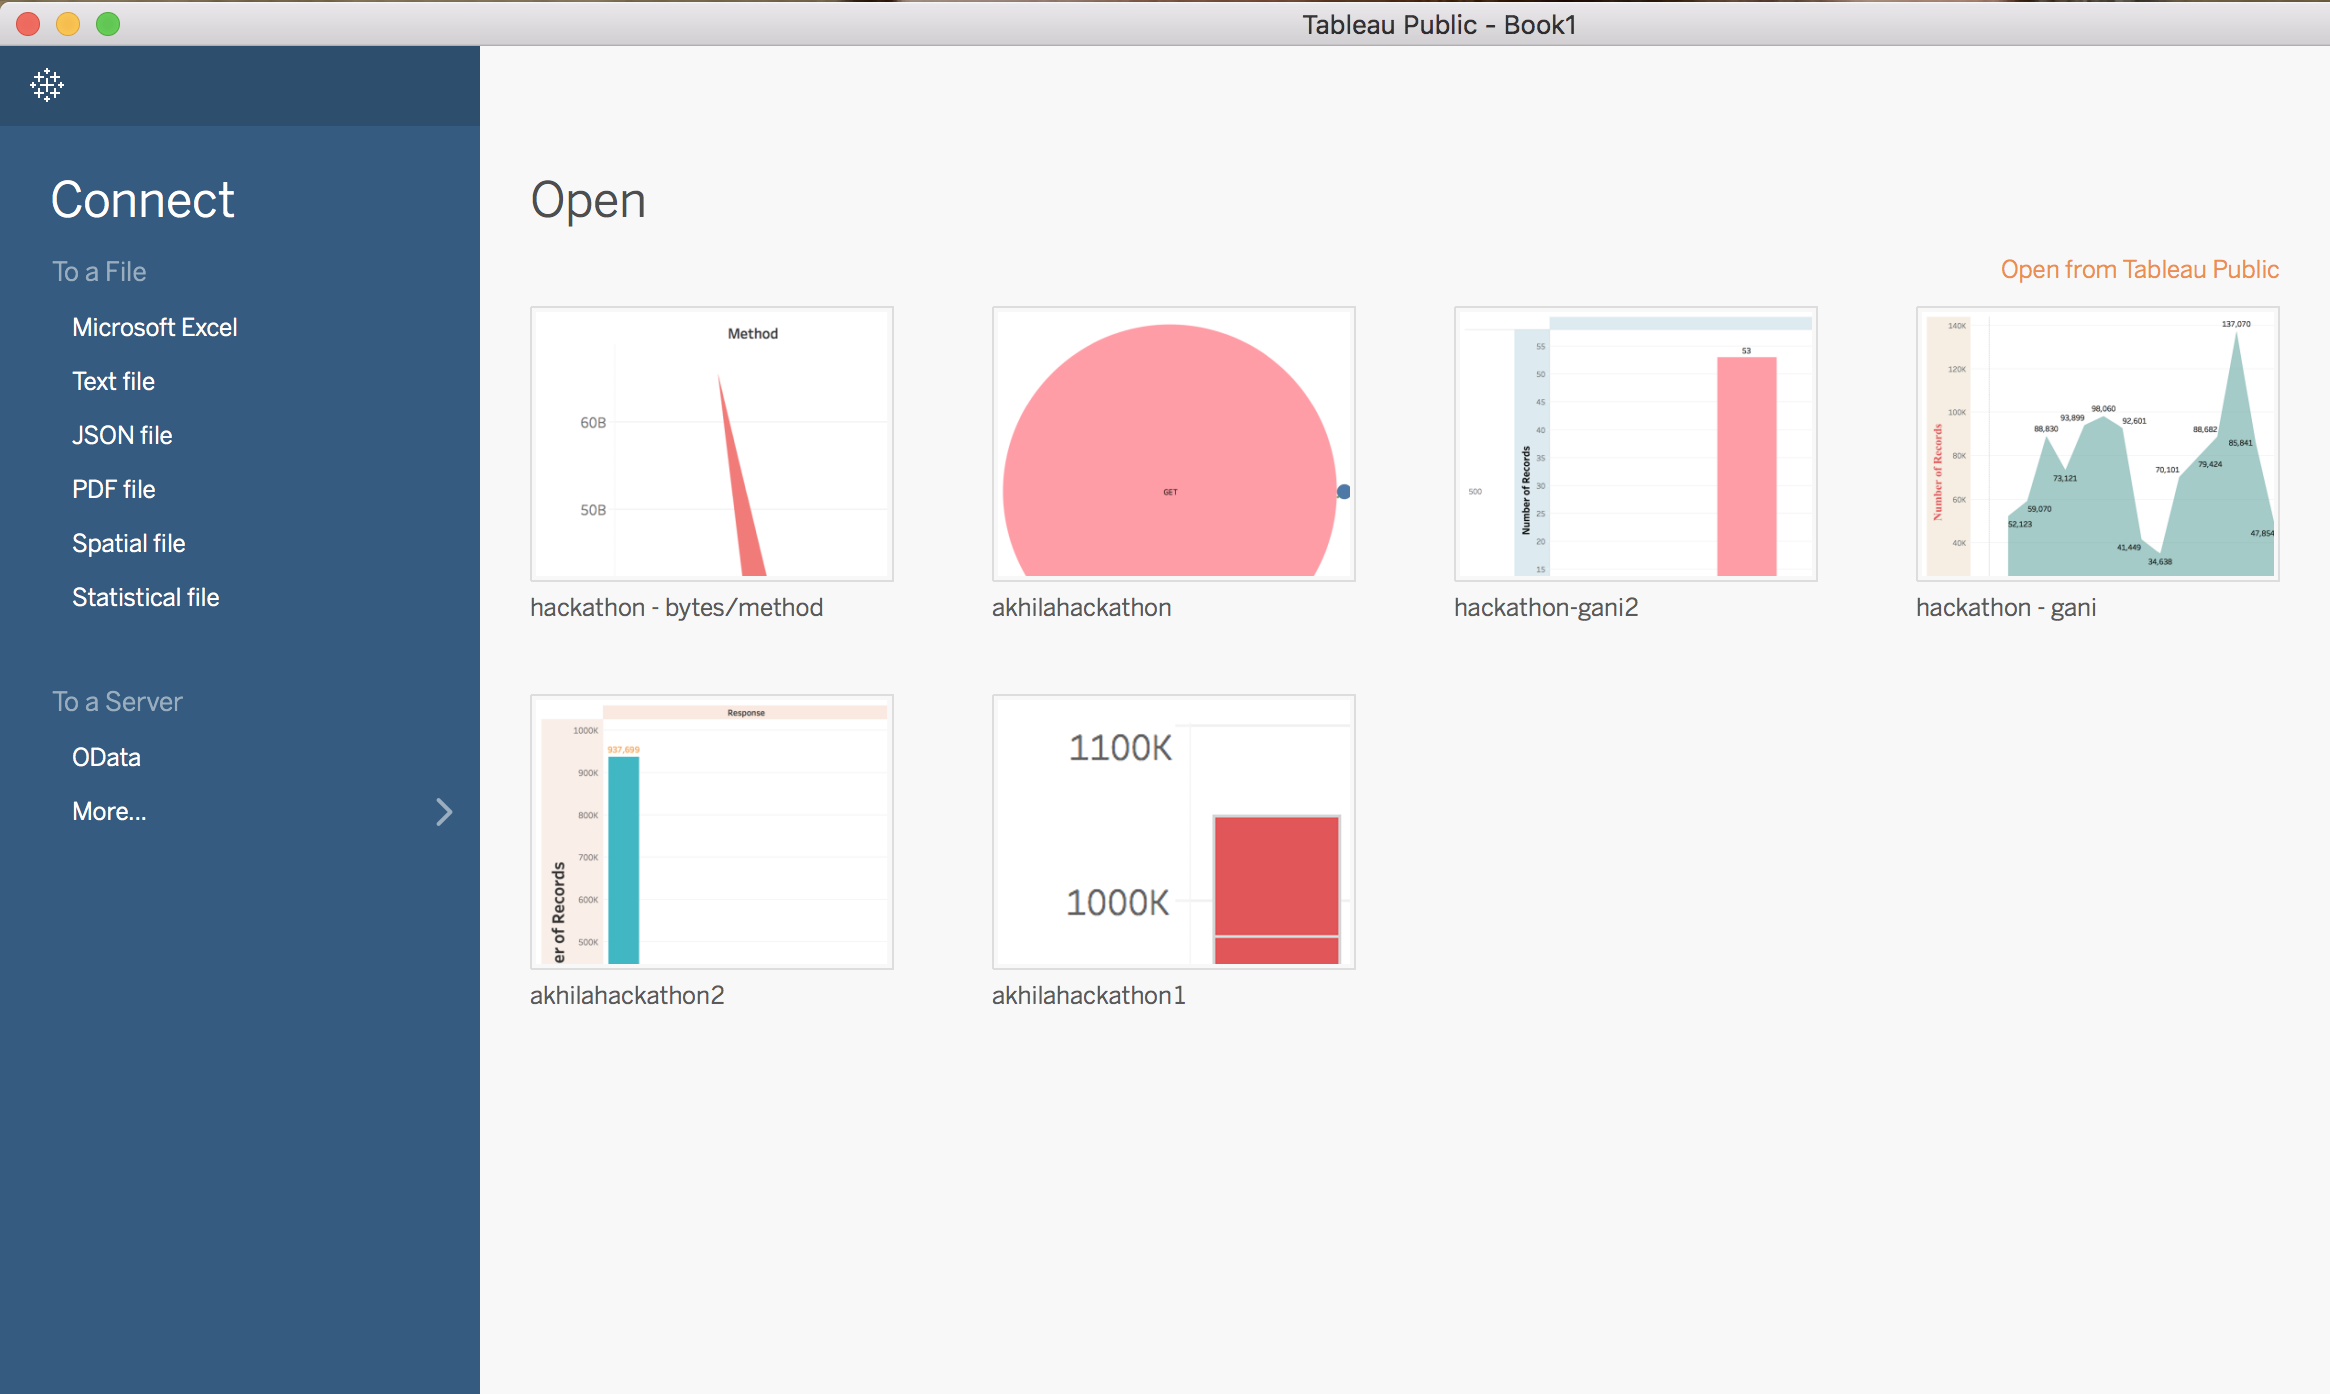 Tableau Public - Book1
Connect
To a File
Microsoft Excel
Text file
JSON file
PDF file
Spatial file
Statistical file
To a Server
OData
More...
Open
Open from Tableau Public
Method
60B
50B
hackathon - bytes/method
GET
akhilahackathon
500
Number of Records
55
50
45
40
35
30
25
20
15
53
hackathon-gani2
Number of Records
140K
120K
100K
80K
60K
40K
52,123
59,070
88,830
73,121
93,899
98,060
92,601
41,449
34,638
70,101
79,424
88,682
137,070
85,841
47,854
hackathon - gani
Response
er of Records
1000K
900K
800K
700K
600K
500K
937,699
akhilahackathon2
1100K
1000K
akhilahackathon1